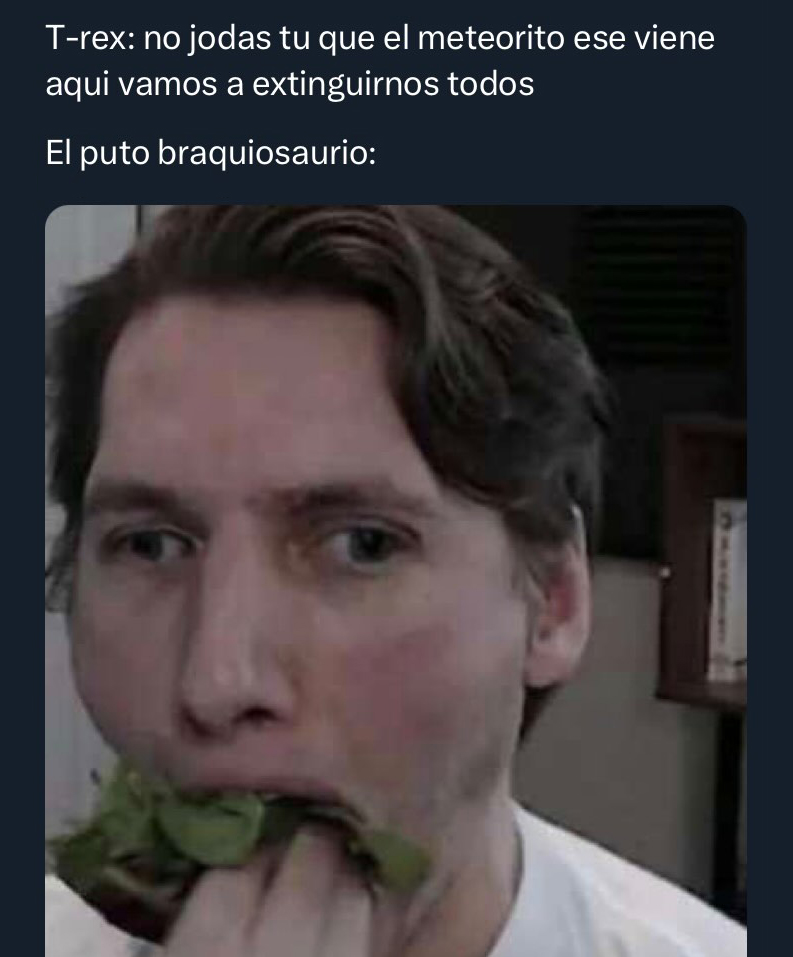 T-rex: no jodas tu que el meteorito ese viene
aqui vamos a extinguirnos todos
El puto braquiosaurio: